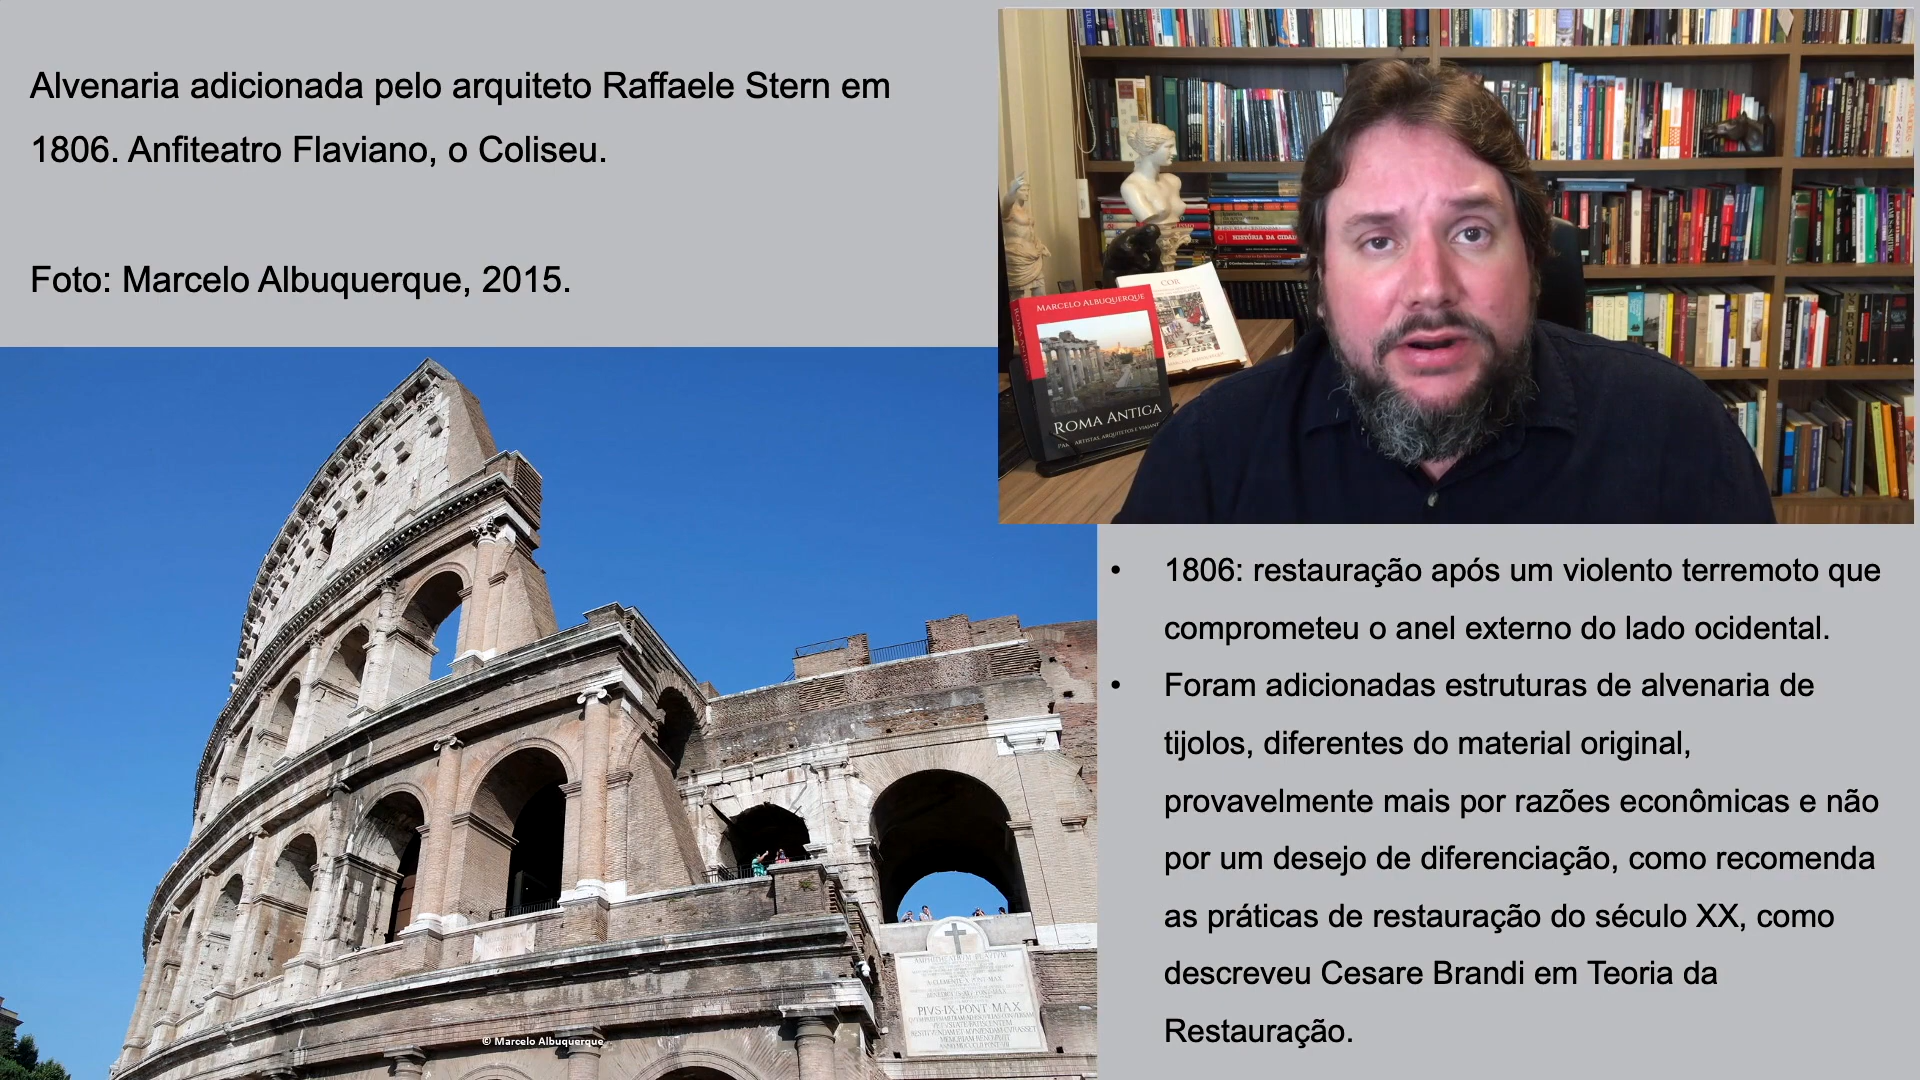 Alvenaria adicionada pelo arquiteto Raffaele Stern em
1806. Anfiteatro Flaviano, o Coliseu.
Foto: Marcelo Albuquerque, 2015.
HISTÓRIA DA CIDADE
MARCELO ALBUQUERQUE
ROMA ANTIGA
ARTISTAS, ARQUITETOS E
1806: restauração após um violento terremoto que
comprometeu o anel externo do lado ocidental.
Foram adicionadas estruturas de alvenaria de
tijolos, diferentes do material original,
provavelmente mais por razões econômicas e não
por um desejo de diferenciação, como recomenda
as práticas de restauração do século XX, como
descreveu Cesare Brandi em Teoria da
Restauração.
PIVS·IX·PONT·MAX
© Marcelo Albuquerque